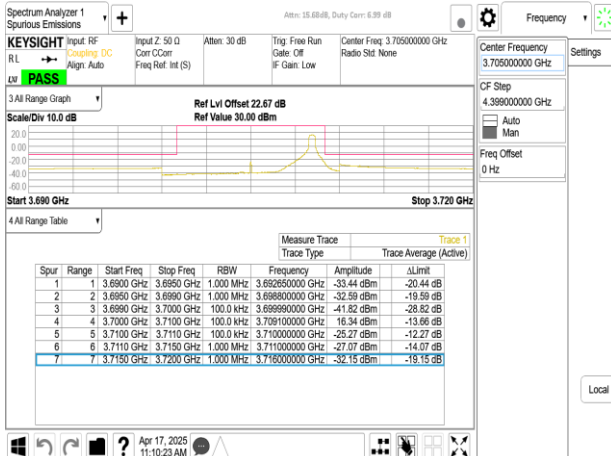 Spectrum Analyzer 1
Spurious Emissions
Attn: 15.68dB, Duty Corr: 6.99 dB
Frequency
KEYSIGHT
RL
PASS
Input: RF
Coupling: DC
Align: Auto
Input Z: 50 Ω
Corr CCorr
Freq Ref: Int (S)
Atten: 30 dB
Trig: Free Run
Gate: Off
IF Gain: Low
Center Freq: 3.705000000 GHz
Radio Std: None
Center Frequency
3.705000000 GHz
Settings
CF Step
4.399000000 GHz
Auto
Man
Freq Offset
0 Hz
Local
3 All Range Graph
Scale/Div 10.0 dB
Ref Lvl Offset 22.67 dB
Ref Value 30.00 dBm
20.0
0.00
-20.0
-40.0
-60.0
Start 3.690 GHz
Stop 3.720 GHz
4 All Range Table
Measure Trace Trace 1
Trace Type Trace Average (Active)
Spur Range Start Freq Stop Freq RBW Frequency Amplitude ΔLimit
1 1 3.6900 GHz 3.6950 GHz 1.000 MHz 3.692650000 GHz -33.44 dBm -20.44 dB
2 2 3.6950 GHz 3.6990 GHz 1.000 MHz 3.698800000 GHz -32.59 dBm -19.59 dB
3 3 3.6990 GHz 3.7000 GHz 100.0 kHz 3.699990000 GHz -41.82 dBm -28.82 dB
4 4 3.7000 GHz 3.7100 GHz 100.0 kHz 3.709100000 GHz 16.34 dBm -13.66 dB
5 5 3.7100 GHz 3.7110 GHz 100.0 kHz 3.710000000 GHz -25.27 dBm -12.27 dB
6 6 3.7110 GHz 3.7150 GHz 1.000 MHz 3.711000000 GHz -27.07 dBm -14.07 dB
7 7 3.7150 GHz 3.7200 GHz 1.000 MHz 3.716000000 GHz -32.15 dBm -19.15 dB
Apr 17, 2025
11:10:23 AM